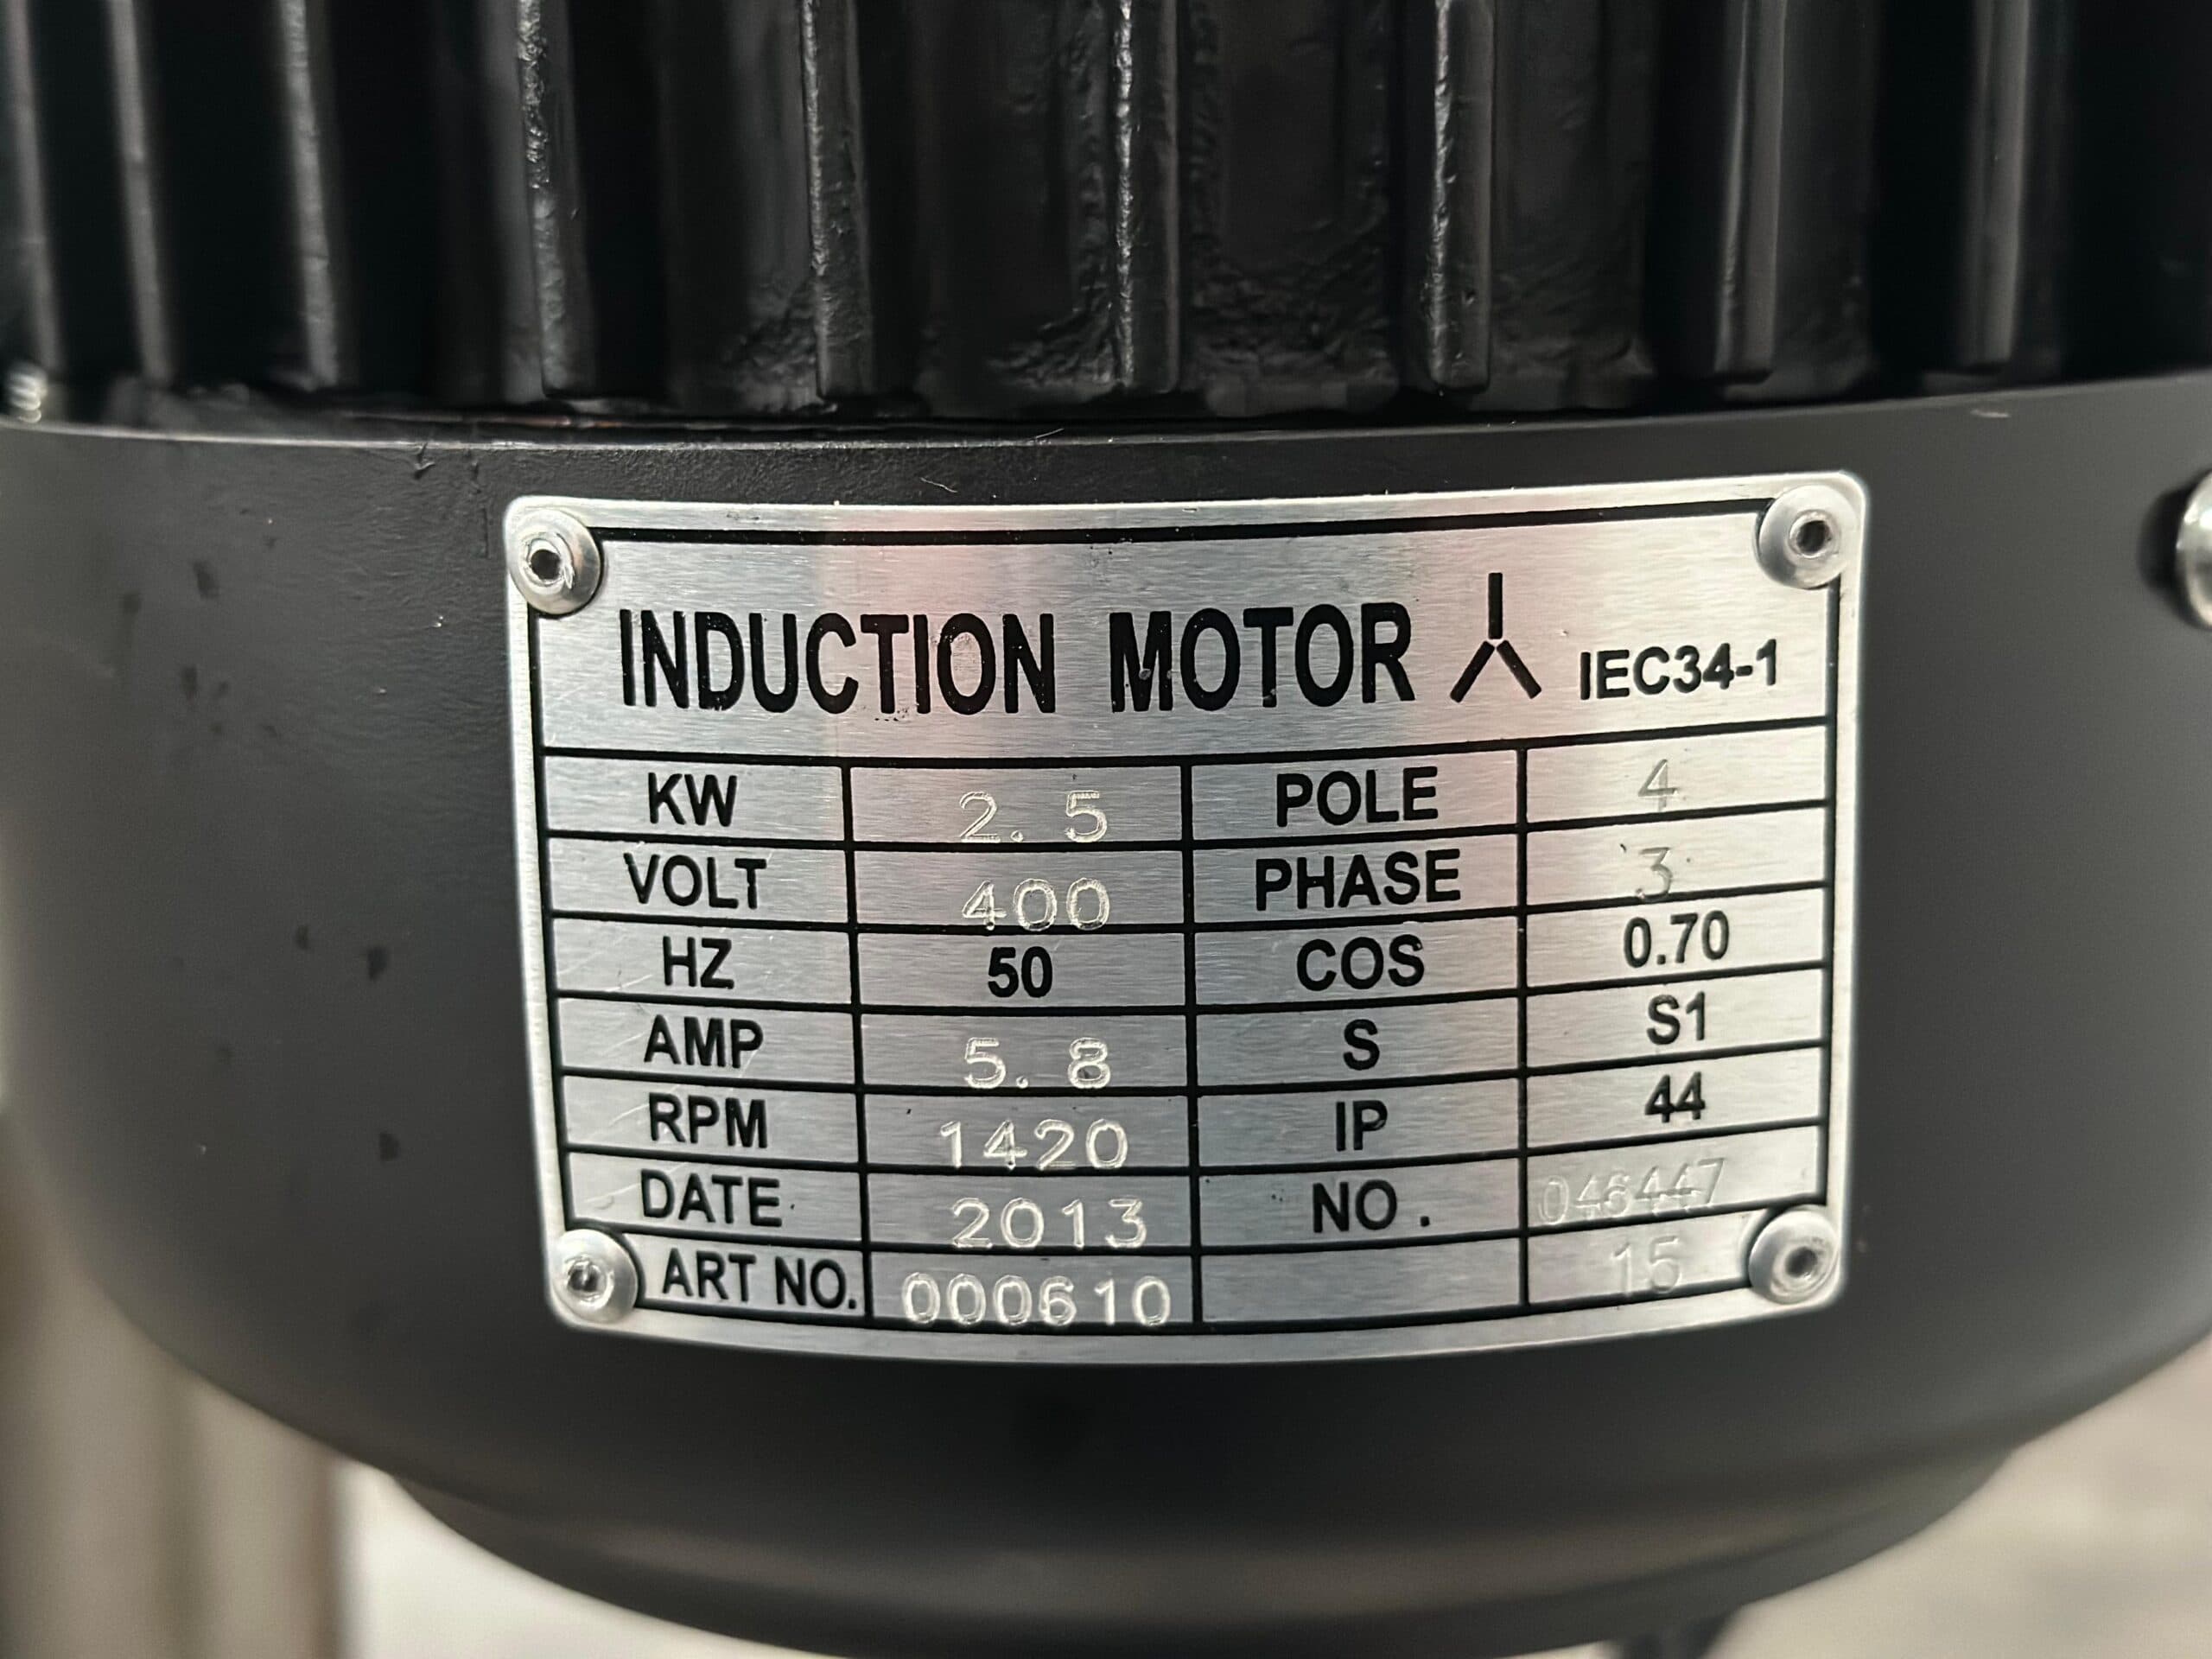 INDUCTION MOTOR IEC34-1
KW 2.5 POLE 4
VOLT 400 PHASE 3
HZ 50 COS 0.70
AMP 5.8 S S1
RPM 1420 IP 44
DATE 2013 NO. 046447
ART NO. 000610 15